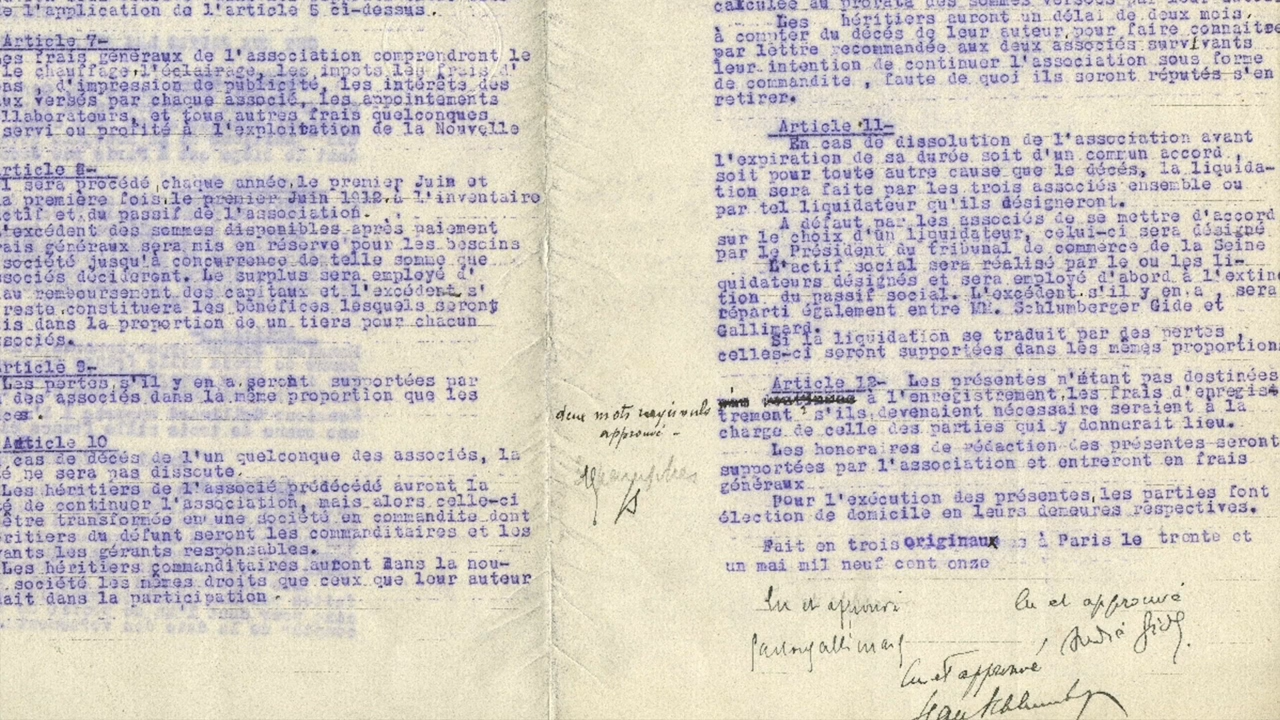 e l'application de l'article 5 ci-dessus.
Article 7-
es frais généraux de l'association comprendront le
le chauffage,l'éclairage, les impots les frais d'
ns , d'impression de publicité, les intérêts des
ux versés par chaque associé, les appointements
llaborateurs, et tous autres frais quelconques
servi ou profité à l'exploitation de la Nouvelle
rticle 8-
l sera procédé chaque année,le premier Juin et
a première fois le premier Juin 1912 à l'inventaire
actif et du passif de l'association.
'excédent des sommes disponibles après paiement
rais généraux sera mis en réserve pour les besoins
société jusqu'à concurrence de telle somme que
ssociés décideront. Le surplus sera employé d'
au remboursement des capitaux et l'excédent s'
reste constituera les bénéfices lesquels seront
is dans la proportion de un tiers pour chacun
ssociés.
rticle 9-
Les pertes s'il y en a seront supportées par
des associés dans la même proportion que les
ces.
Article 10
cas de décès de l'un quelconque des associés, la
é ne sera pas dissoute.
Les héritiers de l'associé prédécédé auront la
é de continuer l'association, mais alors celle-ci
être transformée en une société en commandite dont
éritiers du défunt seront les commanditaires et les
vants les gérants responsables.
Les héritiers commanditaires auront dans la nou-
société les mêmes droits que ceux que leur auteur
ait dans la participation .
deux mots rayés nuls
approuvé -
calculée au prorata des sommes versées par leur
Les héritiers auront un délai de deux mois,
à compter du décès de leur auteur,pour faire connaître
par lettre recommandée aux deux associés survivants
leur intention de continuer l'association sous forme
de commandite , faute de quoi ils seront réputés s'en
retirer.
Article 11-
En cas de dissolution de l'association avant
l'expiration de sa durée soit d'un commun accord ,
soit pour toute autre cause que le décés, la liquida-
tion sera faite par les trois associés ensemble ou
par tel liquidateur qu'ils désigneront.
A défaut par les associés de se mettre d'accord
sur le choix d'un liquidateur, celui-ci sera désigné
par le Président du Tribunal de commerce de la Seine
L'actif social sera réalisé par le ou les li-
quidateurs désignés et sera employé d'abord à l'extinc
tion du passif social. L'excédent s'il y en a , sera
réparti également entre MM. Schlumberger Gide et
Gallimard.
Si la liquidation se traduit par des pertes ,
celles-ci seront supportées dans les mêmes proportions
Article 12- Les présentes n'étant pas destinées
à l'enregistrement,les frais d'enregist
trement s'ils devenaient nécessaire seraient à la
charge de celle des parties qui y donnerait lieu.
Les honoraires de rédaction des présentes seront
supportées par l'association et entreront en frais
généraux
Pour l'exécution des présentes,les parties font
élection de domicile en leurs demeures respectives.
Fait en trois originaux à Paris le trente et
un mai mil neuf cent onze
lu et approuvé
Gaston Gallimard
lu et approuvé
André Gide
lu et approuvé
Jean Schlumberger